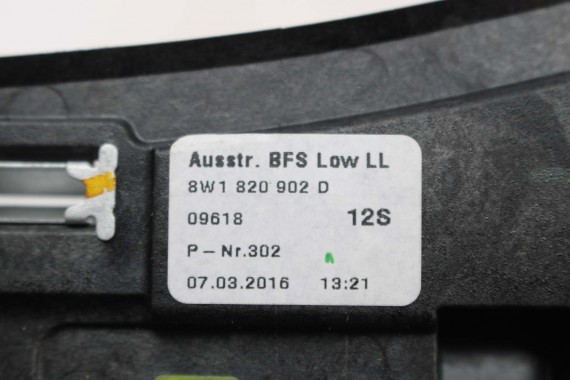 Ausstr. BFS Low LL
8W1 820 902 D
09618 12S
P - Nr.302
07.03.2016 13:21